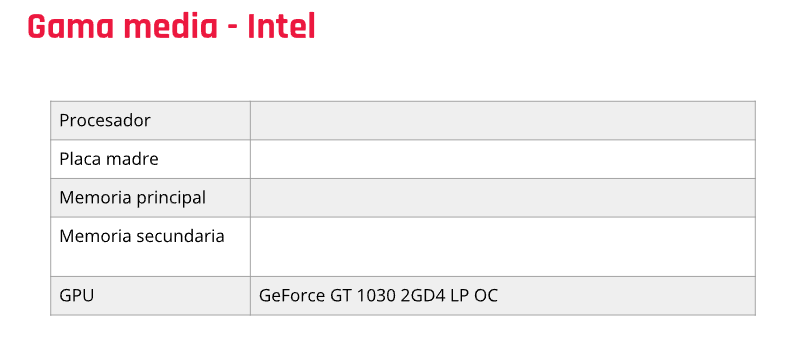 Gama media - Intel
Procesador
Placa madre
Memoria principal
Memoria secundaria
GPU GeForce GT 1030 2GD4 LP OC